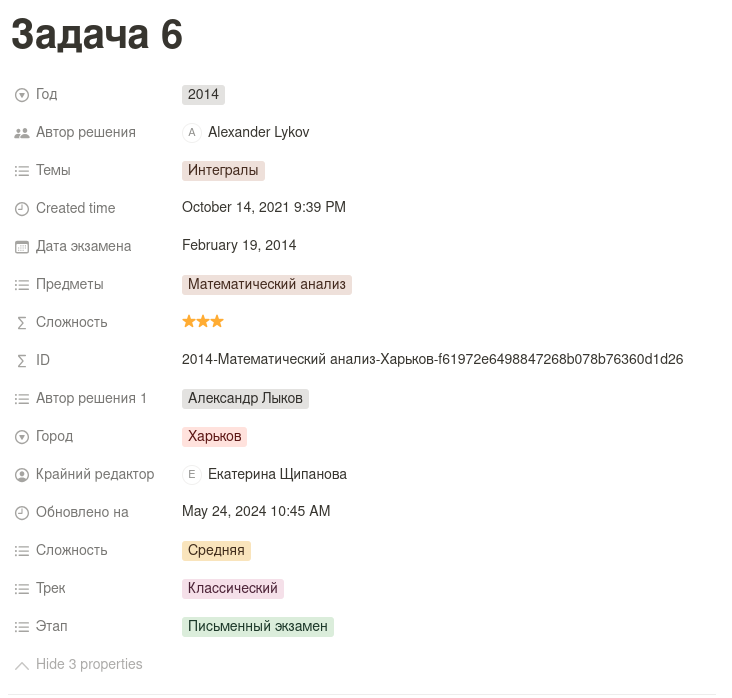 Задача 6
Год 2014
Автор решения A Alexander Lykov
Темы Интегралы
Created time October 14, 2021 9:39 PM
Дата экзамена February 19, 2014
Предметы Математический анализ
Сложность ⭐⭐⭐
ID 2014-Математический анализ-Харьков-f61972e6498847268b078b76360d1d26
Автор решения 1 Александр Лыков
Город Харьков
Крайний редактор E Екатерина Щипанова
Обновлено на May 24, 2024 10:45 AM
Сложность Средняя
Трек Классический
Этап Письменный экзамен
Hide 3 properties